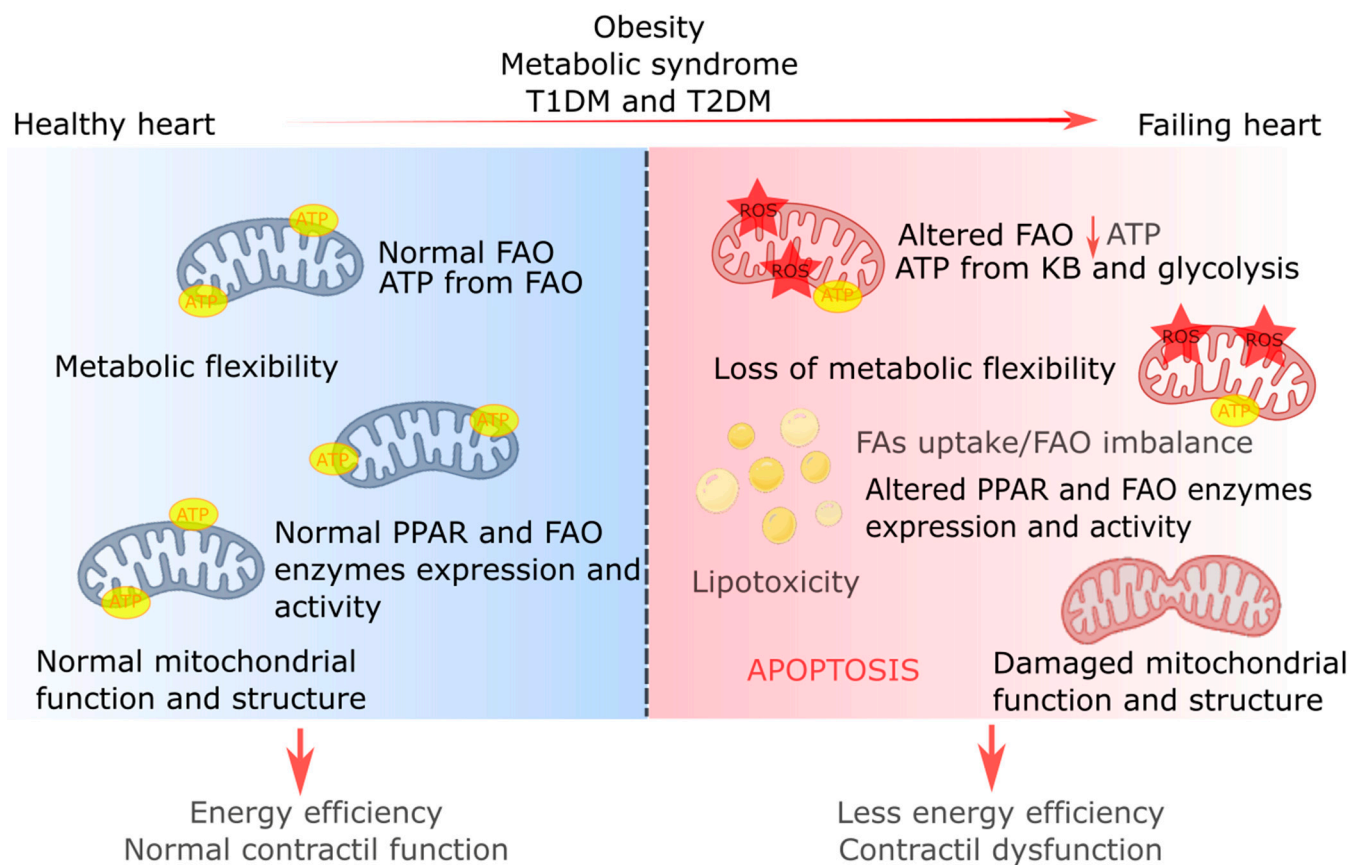 Obesity
Metabolic syndrome
T1DM and T2DM
Healthy heart
Failing heart
ATP
ATP
Normal FAO
ATP from FAO
Metabolic flexibility
ATP
ATP
ATP
ATP
Normal PPAR and FAO
enzymes expression and
activity
Normal mitochondrial
function and structure
ROS
ROS
ATP
Altered FAO ↓ ATP
ATP from KB and glycolysis
ROS
ROS
ATP
Loss of metabolic flexibility
FAs uptake/FAO imbalance
Altered PPAR and FAO enzymes
expression and activity
Lipotoxicity
APOPTOSIS
Damaged mitochondrial
function and structure
Energy efficiency
Normal contractil function
Less energy efficiency
Contractil dysfunction